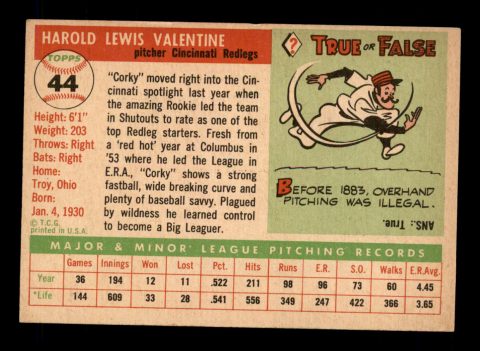 HAROLD LEWIS VALENTINE
pitcher Cincinnati Redlegs
TOPPS
44
Height: 6'1"
Weight: 203
Throws: Right
Bats: Right
Home:
Troy, Ohio
Born:
Jan. 4, 1930
© T.C.G.
printed in U.S.A.
"Corky" moved right into the Cin-
cinnati spotlight last year when
the amazing Rookie led the team
in Shutouts to rate as one of the
top Redleg starters. Fresh from
a 'red hot' year at Columbus in
'53 where he led the League in
E.R.A., "Corky" shows a strong
fastball, wide breaking curve and
plenty of baseball savvy. Plagued
by wildness he learned control
to become a Big Leaguer.
?
TRUE OR FALSE
BEFORE 1883, OVERHAND
PITCHING WAS ILLEGAL.
ANS.: True.
MAJOR & MINOR LEAGUE PITCHING RECORDS
Games Innings Won Lost Pct. Hits Runs E.R. S.O. Walks E.R.Avg.
Year 36 194 12 11 .522 211 98 96 73 60 4.45
*Life 144 609 33 28 .541 556 349 247 422 366 3.65